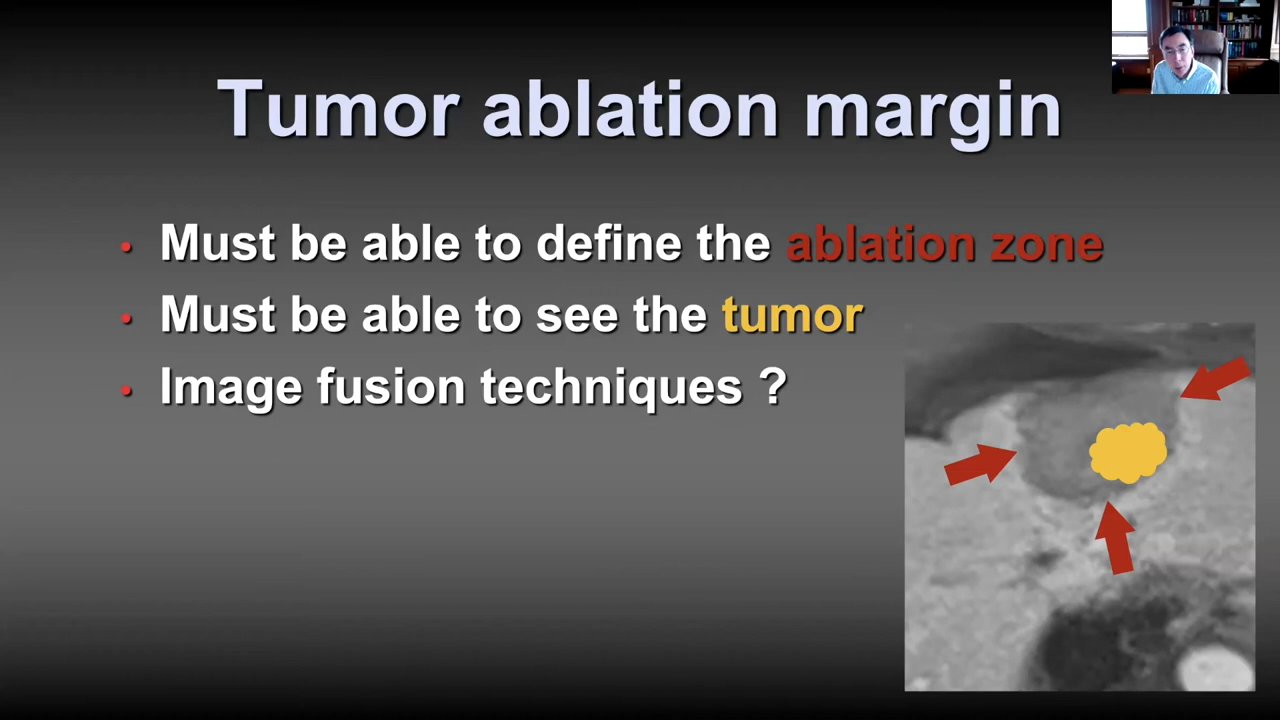 Tumor ablation margin
• Must be able to define the ablation zone
• Must be able to see the tumor
• Image fusion techniques ?